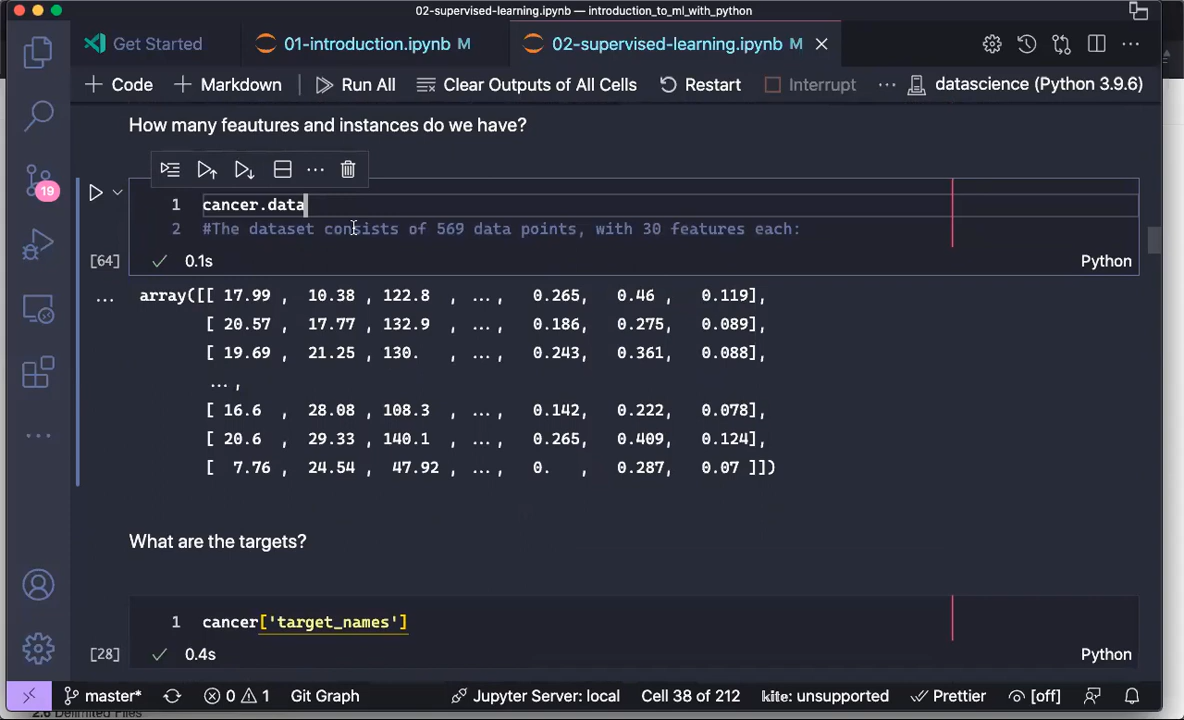 02-supervised-learning.ipynb — introduction_to_ml_with_python
Get Started
01-introduction.ipynb M
02-supervised-learning.ipynb M
+ Code
+ Markdown
Run All
Clear Outputs of All Cells
Restart
Interrupt
...
datascience (Python 3.9.6)
How many feautures and instances do we have?
1 cancer.data
2 #The dataset consists of 569 data points, with 30 features each:
[64] 0.1s Python
... array([[ 17.99 , 10.38 , 122.8 , ..., 0.265, 0.46 , 0.119],
[ 20.57 , 17.77 , 132.9 , ..., 0.186, 0.275, 0.089],
[ 19.69 , 21.25 , 130. , ..., 0.243, 0.361, 0.088],
...,
[ 16.6 , 28.08 , 108.3 , ..., 0.142, 0.222, 0.078],
[ 20.6 , 29.33 , 140.1 , ..., 0.265, 0.409, 0.124],
[ 7.76 , 24.54 , 47.92 , ..., 0. , 0.287, 0.07 ]])
What are the targets?
1 cancer['target_names']
[28] 0.4s Python
19
master* 0 1 Git Graph Jupyter Server: local Cell 38 of 212 kite: unsupported Prettier [off]
2.6 Delimited Files